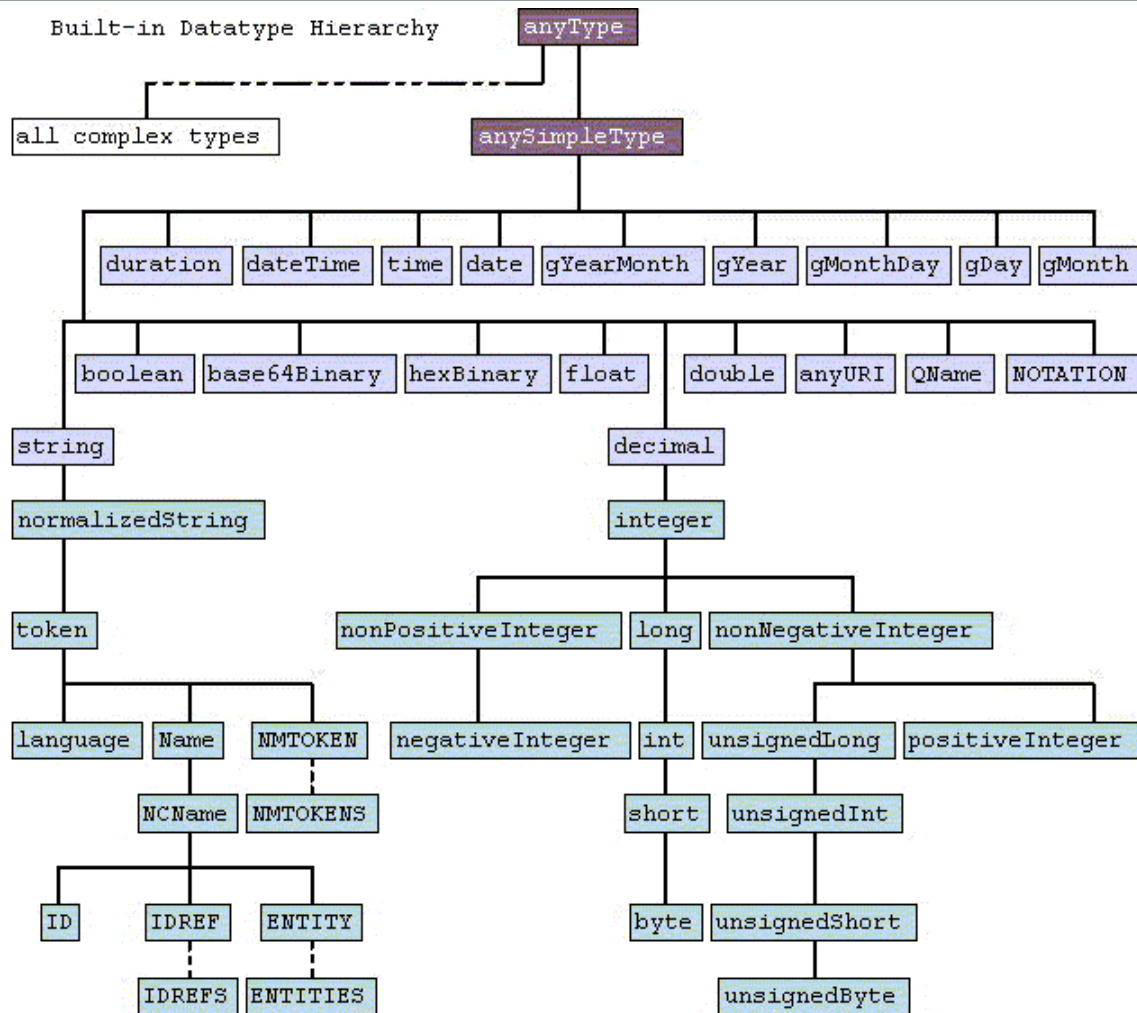 Built-in Datatype Hierarchy anyType
all complex types anySimpleType
duration dateTime time date gYearMonth gYear gMonthDay gDay gMonth
boolean base64Binary hexBinary float double anyURI QName NOTATION
string decimal
normalizedString integer
token nonPositiveInteger long nonNegativeInteger
language Name NMTOKEN negativeInteger int unsignedLong positiveInteger
NCName NMTOKENS short unsignedInt
ID IDREF ENTITY byte unsignedShort
IDREFS ENTITIES unsignedByte